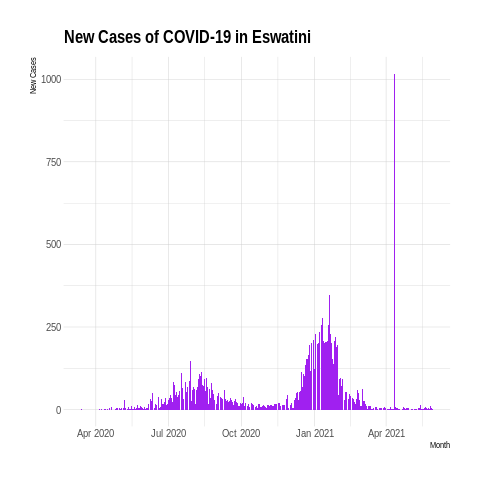 New Cases of COVID-19 in Eswatini
New Cases
1000
750
500
250
0
Apr 2020 Jul 2020 Oct 2020 Jan 2021 Apr 2021
Month